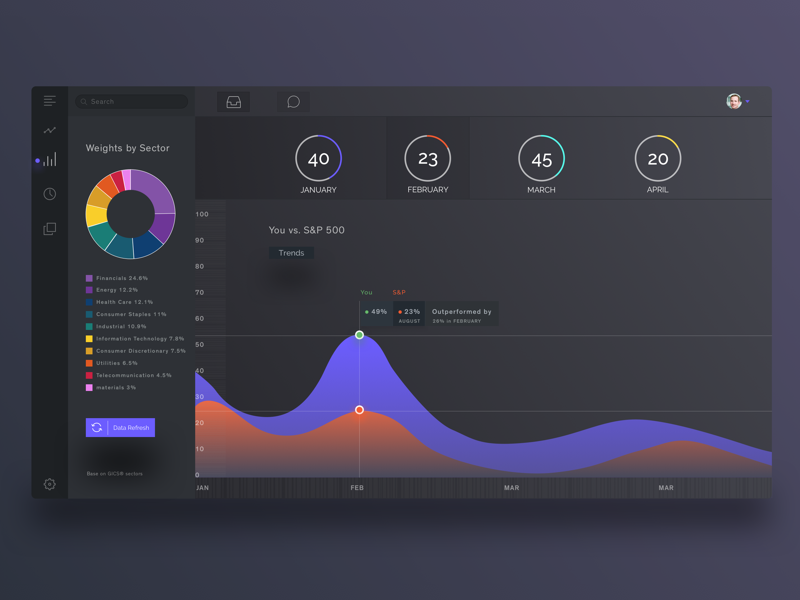 Search
Weights by Sector
Financials 24.6%
Energy 12.2%
Health Care 12.1%
Consumer Staples 11%
Industrial 10.9%
Information Technology 7.8%
Consumer Discretionary 7.5%
Utilities 6.5%
Telecommunication 4.5%
materials 3%
Data Refresh
Base on GICS® sectors
40
JANUARY
23
FEBRUARY
45
MARCH
20
APRIL
You vs. S&P 500
Trends
You
S&P
49%
23%
AUGUST
Outperformed by
26% in FEBRUARY
100
90
80
70
60
50
40
30
20
10
0
JAN
FEB
MAR
MAR